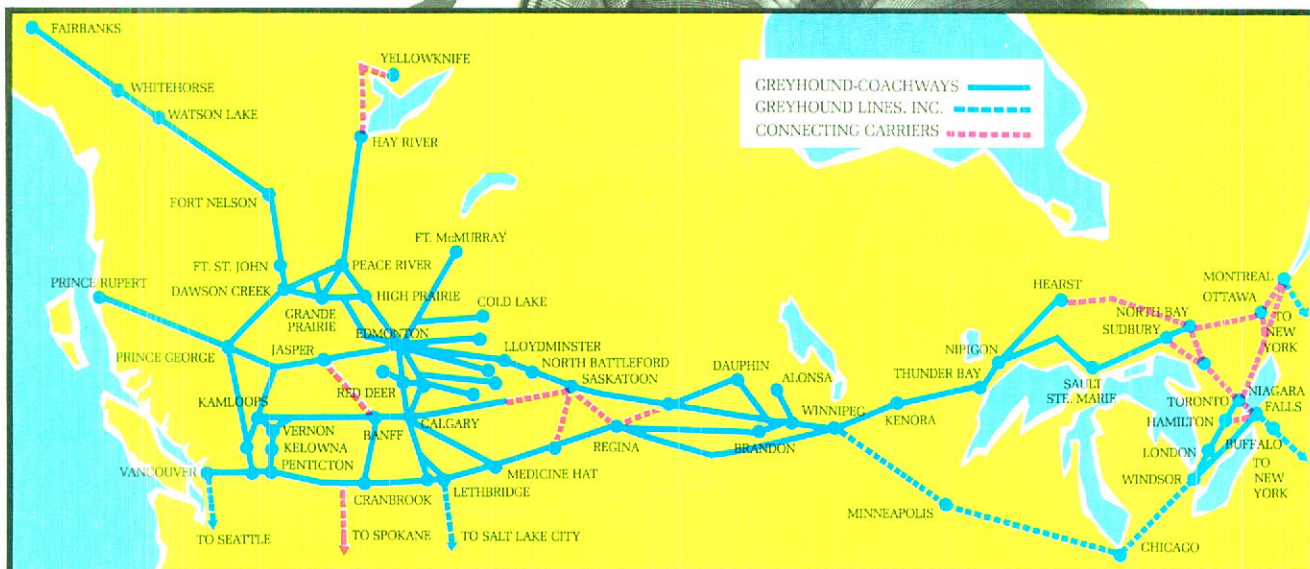 FAIRBANKS
WHITEHORSE
WATSON LAKE
FORT NELSON
YELLOWKNIFE
HAY RIVER
GREYHOUND-COACHWAYS
GREYHOUND LINES, INC.
CONNECTING CARRIERS
FT. McMURRAY
FT. ST. JOHN
PEACE RIVER
PRINCE RUPERT
DAWSON CREEK
HIGH PRAIRIE
GRANDE
PRAIRIE
COLD LAKE
EDMONTON
PRINCE GEORGE
JASPER
LLOYDMINSTER
NORTH BATTLEFORD
SASKATOON
RED DEER
KAMLOOPS
VERNON
KELOWNA
PENTICTON
BANFF
CALGARY
VANCOUVER
CRANBROOK
LETHBRIDGE
MEDICINE HAT
REGINA
DAUPHIN
ALONSA
BRANDON
WINNIPEG
KENORA
THUNDER BAY
NIPIGON
HEARST
NORTH BAY
SUDBURY
SAULT
STE. MARIE
MONTREAL
OTTAWA
TO
NEW
YORK
TORONTO
NIAGARA
FALLS
HAMILTON
LONDON
BUFFALO
WINDSOR
TO
NEW
YORK
MINNEAPOLIS
CHICAGO
TO SEATTLE
TO SPOKANE
TO SALT LAKE CITY